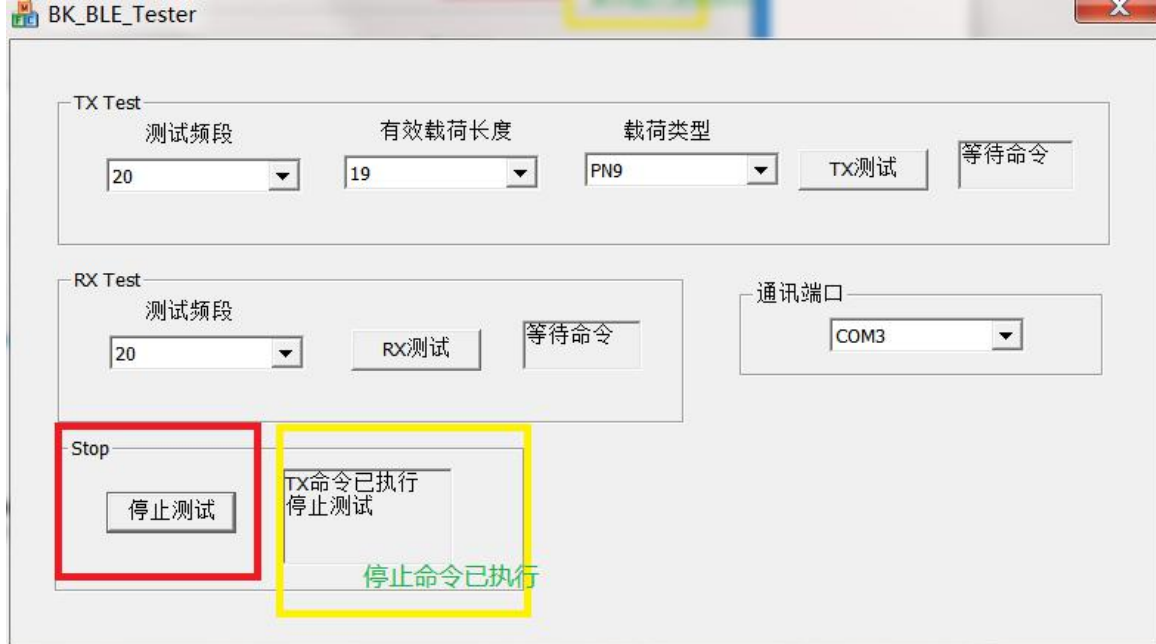 BK_BLE_Tester
TX Test
测试频段 有效载荷长度 载荷类型
20 19 PN9 TX测试 等待命令
RX Test
测试频段
20 RX测试 等待命令
通讯端口
COM3
Stop
停止测试
TX命令已执行
停止测试
停止命令已执行